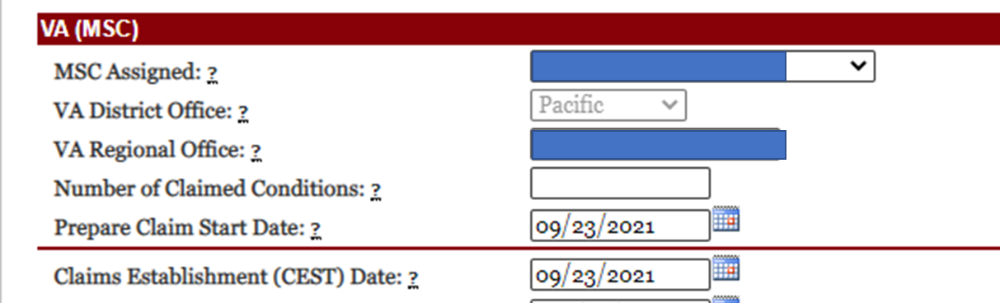 VA (MSC)
MSC Assigned: ?
VA District Office: ? Pacific
VA Regional Office: ?
Number of Claimed Conditions: ?
Prepare Claim Start Date: ? 09/23/2021
Claims Establishment (CEST) Date: ? 09/23/2021